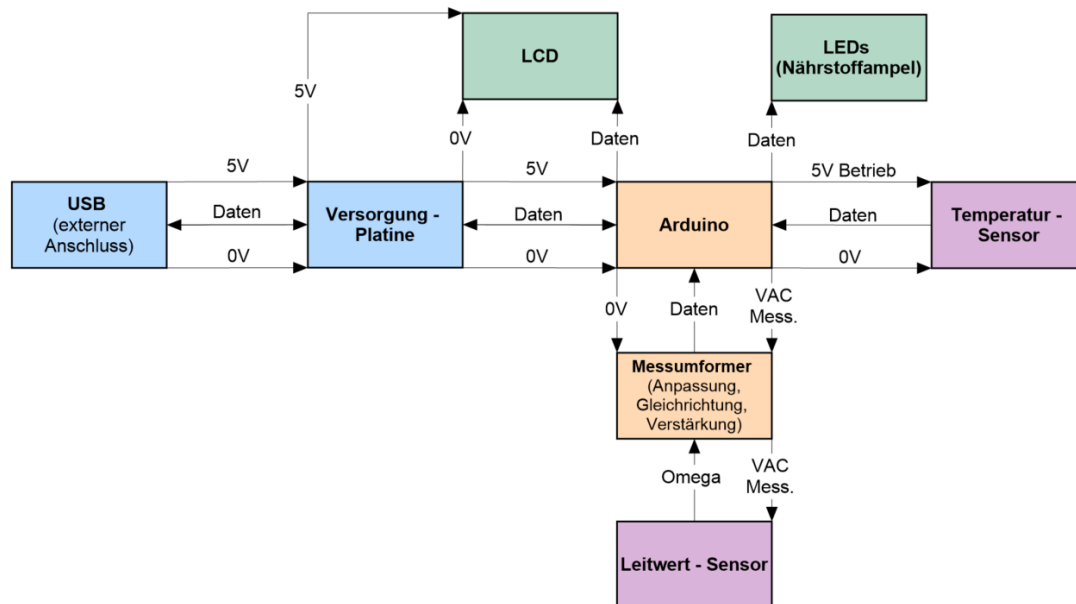 LCD
LEDs
(Nährstoffampel)
5V
0V
Daten
Daten
5V
5V
5V Betrieb
USB
(externer
Anschluss)
Daten
Versorgung -
Platine
Daten
Arduino
Daten
Temperatur -
Sensor
0V
0V
0V
0V
Daten
VAC
Mess.
Messumformer
(Anpassung,
Gleichrichtung,
Verstärkung)
Omega
VAC
Mess.
Leitwert - Sensor